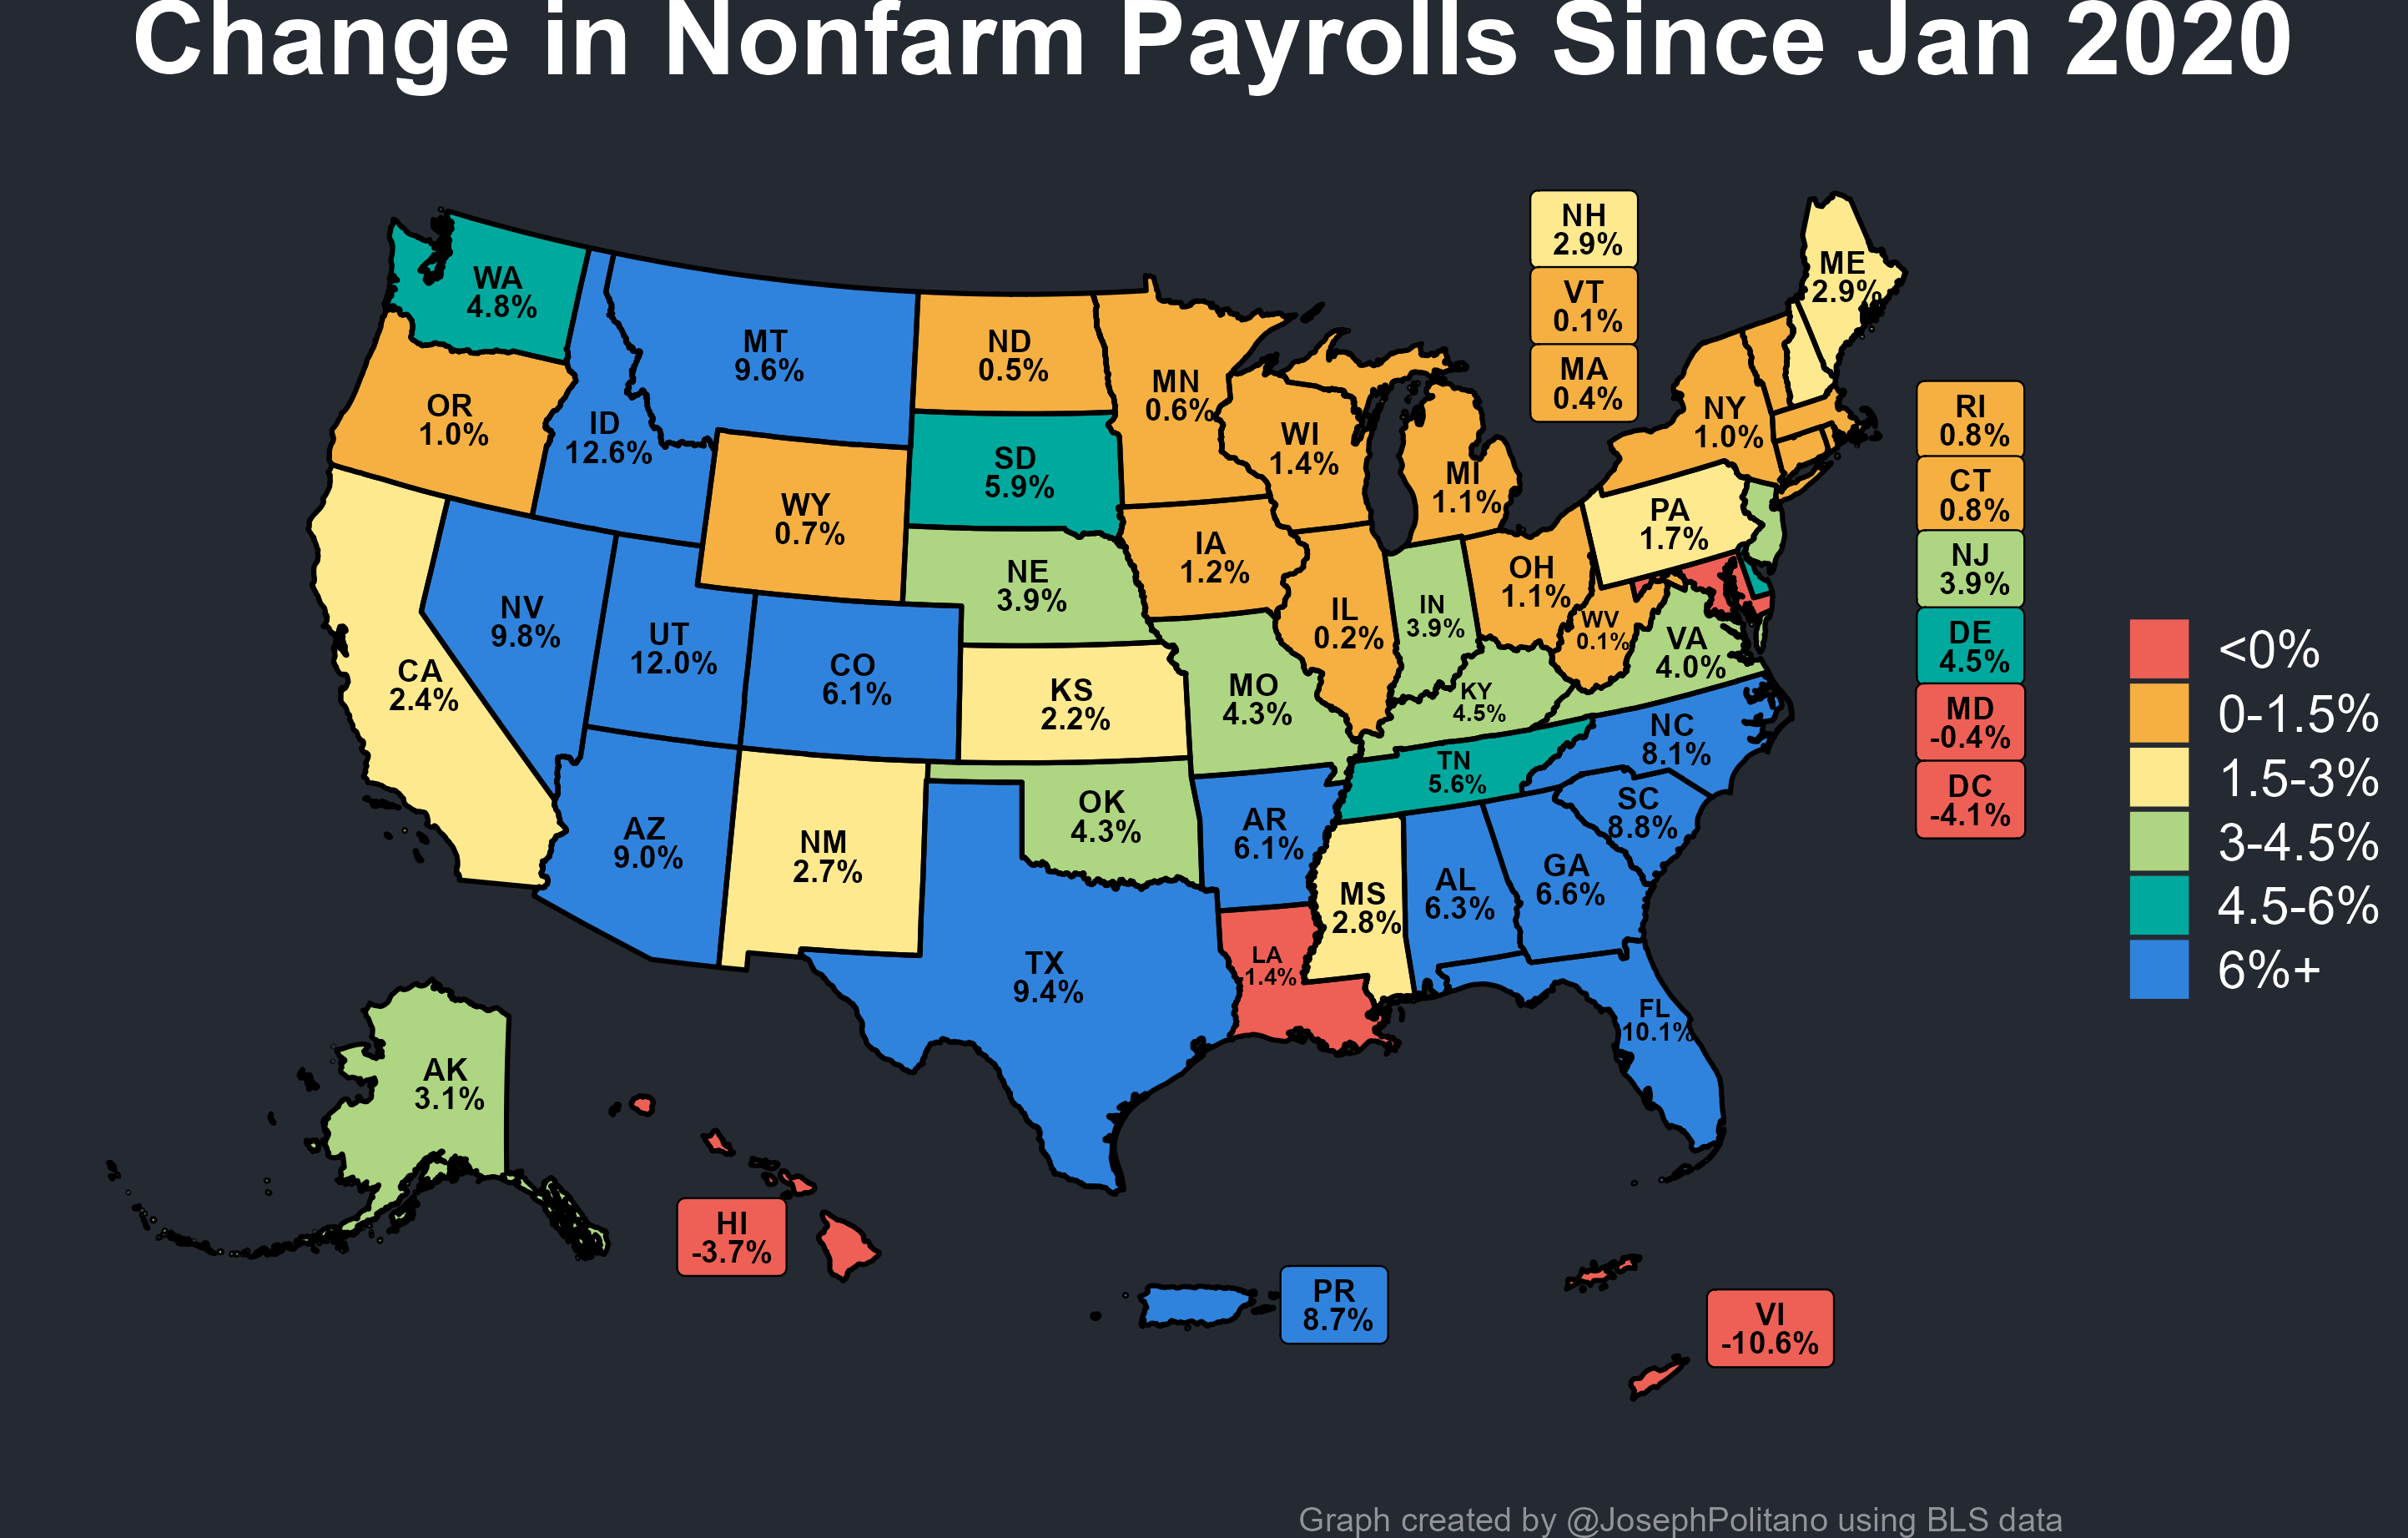 Change in Nonfarm Payrolls Since Jan 2020
NH
2.9%
VT
0.1%
MA
0.4%
ME
2.9%
WA
4.8%
MT
9.6%
ND
0.5%
MN
0.6%
OR
1.0%
ID
12.6%
SD
5.9%
WI
1.4%
MI
1.1%
NY
1.0%
RI
0.8%
CT
0.8%
NJ
3.9%
DE
4.5%
MD
-0.4%
DC
-4.1%
WY
0.7%
NE
3.9%
IA
1.2%
PA
1.7%
OH
1.1%
IN
3.9%
IL
0.2%
WV
0.1%
VA
4.0%
NV
9.8%
UT
12.0%
CO
6.1%
CA
2.4%
KS
2.2%
MO
4.3%
KY
4.5%
NC
8.1%
TN
5.6%
SC
8.8%
AZ
9.0%
NM
2.7%
OK
4.3%
AR
6.1%
MS
2.8%
AL
6.3%
GA
6.6%
TX
9.4%
LA
-1.4%
FL
10.1%
AK
3.1%
HI
-3.7%
PR
8.7%
VI
-10.6%
<0%
0-1.5%
1.5-3%
3-4.5%
4.5-6%
6%+
Graph created by @JosephPolitano using BLS data